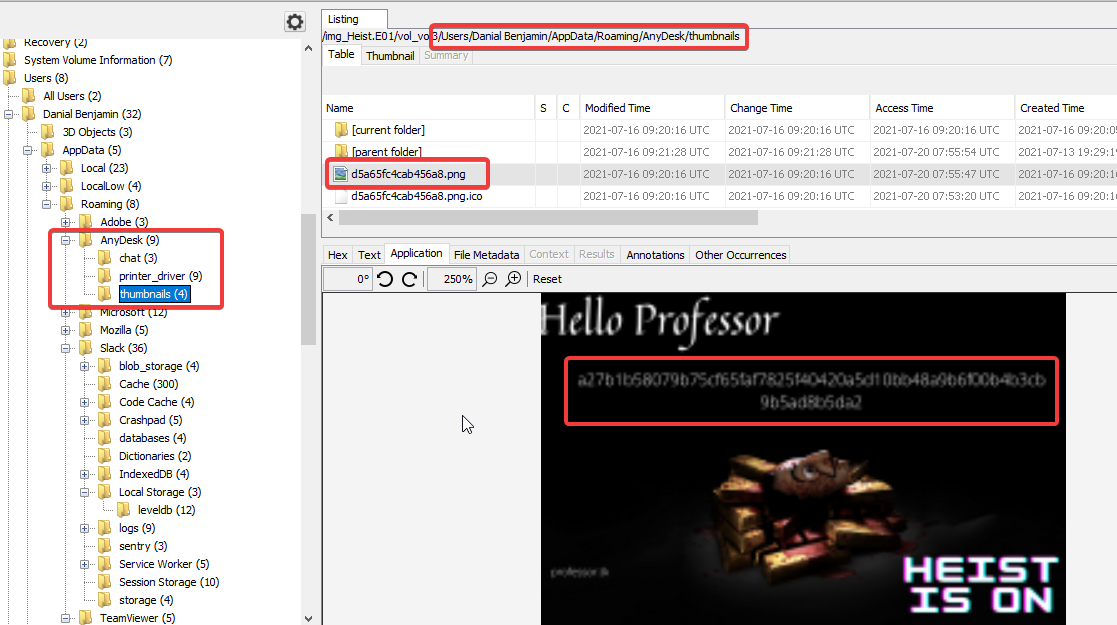 Listing
/img_Heist.E01/vol_vol3/Users/Danial Benjamin/AppData/Roaming/AnyDesk/thumbnails
Table Thumbnail Summary
Name S C Modified Time Change Time Access Time Created Time
[current folder] 2021-07-16 09:20:16 UTC 2021-07-16 09:20:16 UTC 2021-07-20 07:55:54 UTC 2021-07-16 09:20:05
[parent folder] 2021-07-16 09:21:28 UTC 2021-07-16 09:21:28 UTC 2021-07-20 07:55:54 UTC 2021-07-13 19:29:1
d5a65fc4cab456a8.png 2021-07-16 09:20:16 UTC 2021-07-16 09:20:16 UTC 2021-07-20 07:55:47 UTC 2021-07-16 09:20:1
d5a65fc4cab456a8.png.ico 2021-07-16 09:20:16 UTC 2021-07-16 09:20:16 UTC 2021-07-20 07:53:20 UTC 2021-07-16 09:20:1
Recovery (2)
System Volume Information (7)
Users (8)
All Users (2)
Danial Benjamin (32)
3D Objects (3)
AppData (5)
Local (23)
LocalLow (4)
Roaming (8)
Adobe (3)
AnyDesk (9)
chat (3)
printer_driver (9)
thumbnails (4)
Microsoft (12)
Mozilla (5)
Slack (36)
blob_storage (4)
Cache (300)
Code Cache (4)
Crashpad (5)
databases (4)
Dictionaries (2)
IndexedDB (4)
Local Storage (3)
leveldb (12)
logs (9)
sentry (3)
Service Worker (5)
Session Storage (10)
storage (4)
TeamViewer (5)
Hex Text Application File Metadata Context Results Annotations Other Occurrences
0° 250% Reset
Hello Professor
a27b1b58079b75cf65faf7825f40420a5d10bb48a9b6f00b4b3cb
9b5ad8b5da2
HEIST
IS ON